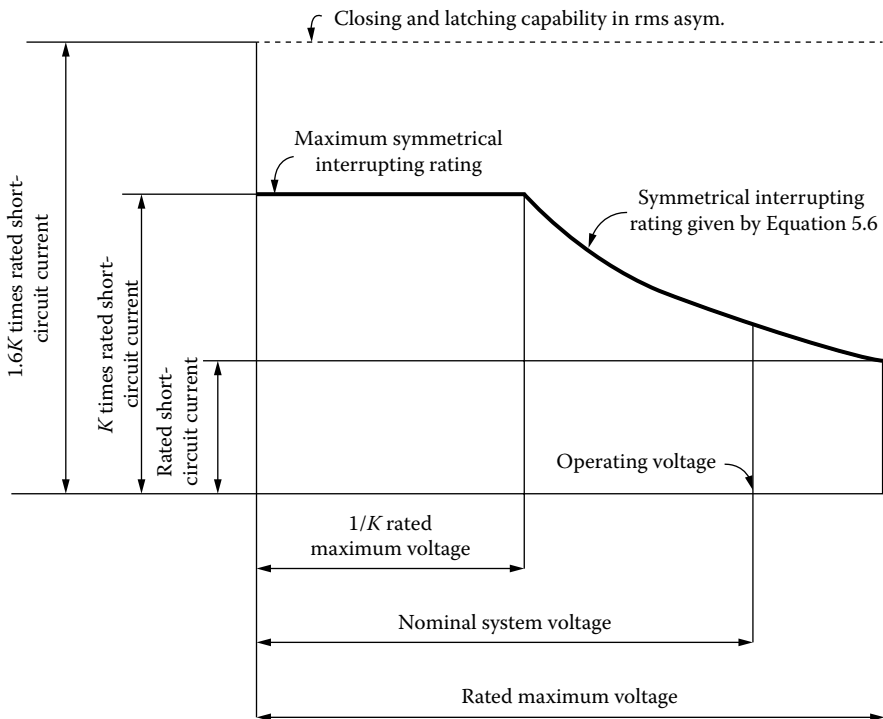 Closing and latching capability in rms asym.
Maximum symmetrical
interrupting rating
Symmetrical interrupting
rating given by Equation 5.6
1.6K times rated short-
circuit current
K times rated short-
circuit current
Rated short-
circuit current
Operating voltage
1/K rated
maximum voltage
Nominal system voltage
Rated maximum voltage